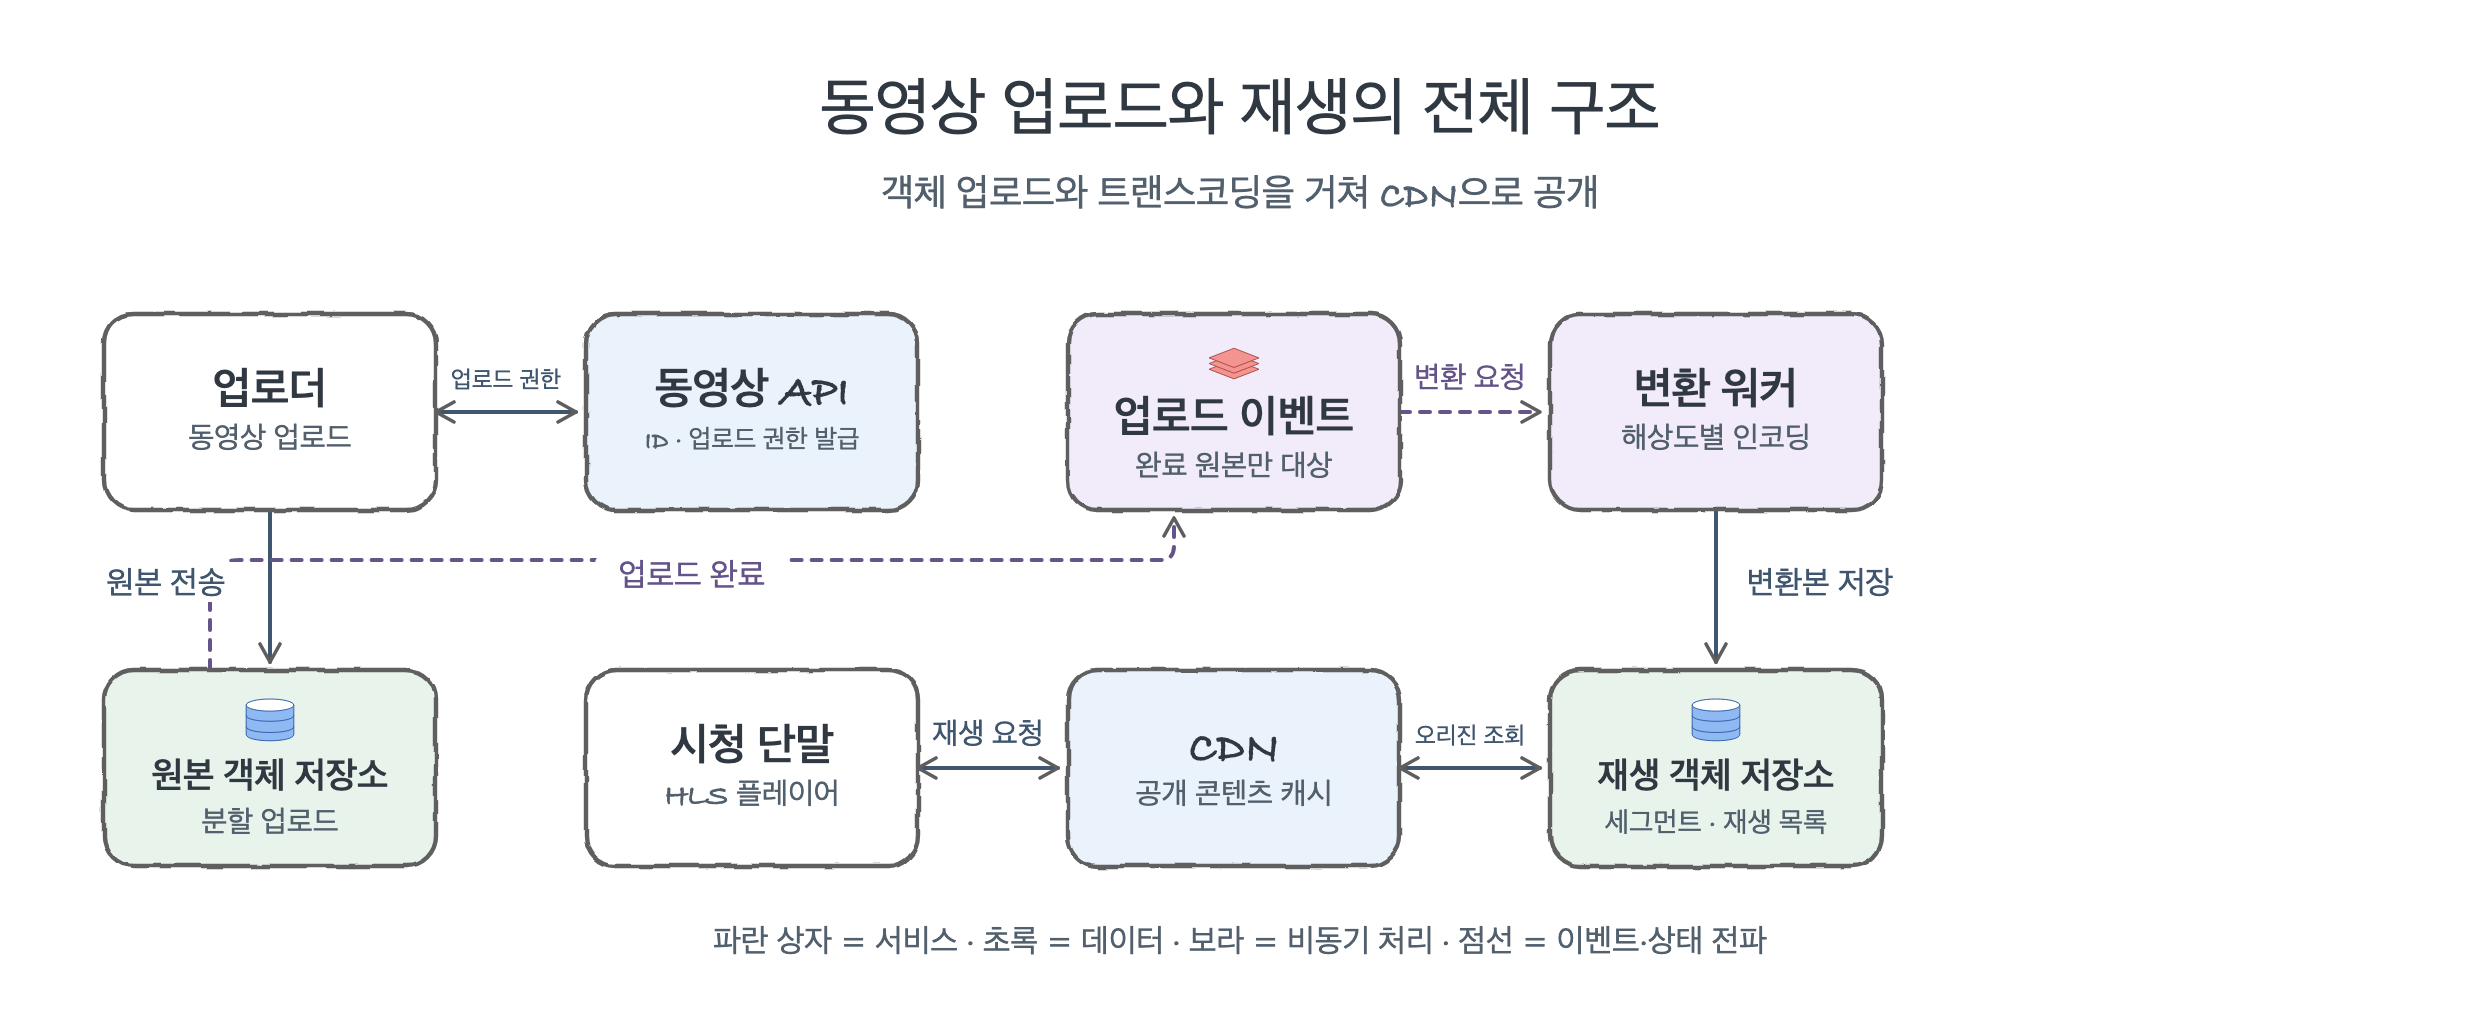 동영상 업로드와 재생의 전체 구조
객체 업로드와 트랜스코딩을 거쳐 CDN으로 공개
업로더
동영상 업로드
업로드 권한
동영상 API
ID · 업로드 권한 발급
업로드 이벤트
완료 원본만 대상
변환 요청
변환 워커
해상도별 인코딩
원본 전송
업로드 완료
변환본 저장
원본 객체 저장소
분할 업로드
시청 단말
HLS 플레이어
재생 요청
CDN
공개 콘텐츠 캐시
오리진 조회
재생 객체 저장소
세그먼트 · 재생 목록
파란 상자 = 서비스 · 초록 = 데이터 · 보라 = 비동기 처리 · 점선 = 이벤트·상태 전파